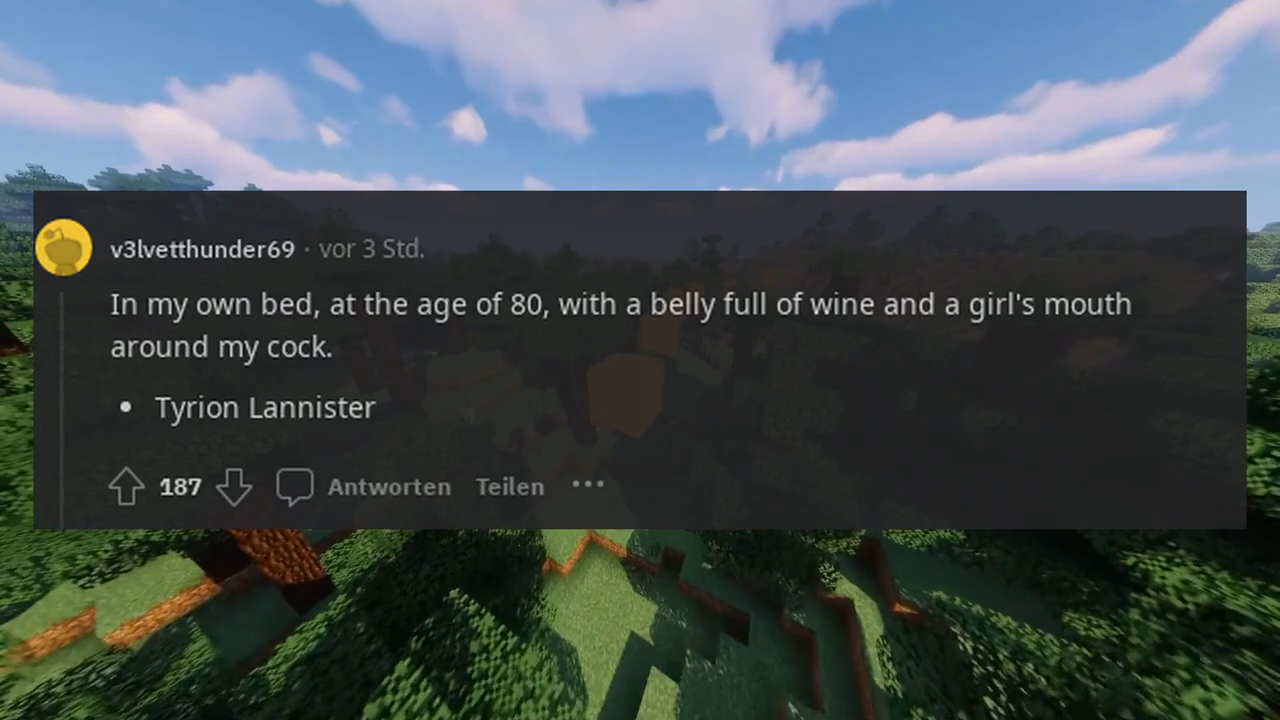 v3lvetthunder69 · vor 3 Std.
In my own bed, at the age of 80, with a belly full of wine and a girl's mouth
around my cock.
• Tyrion Lannister
187 Antworten Teilen •••